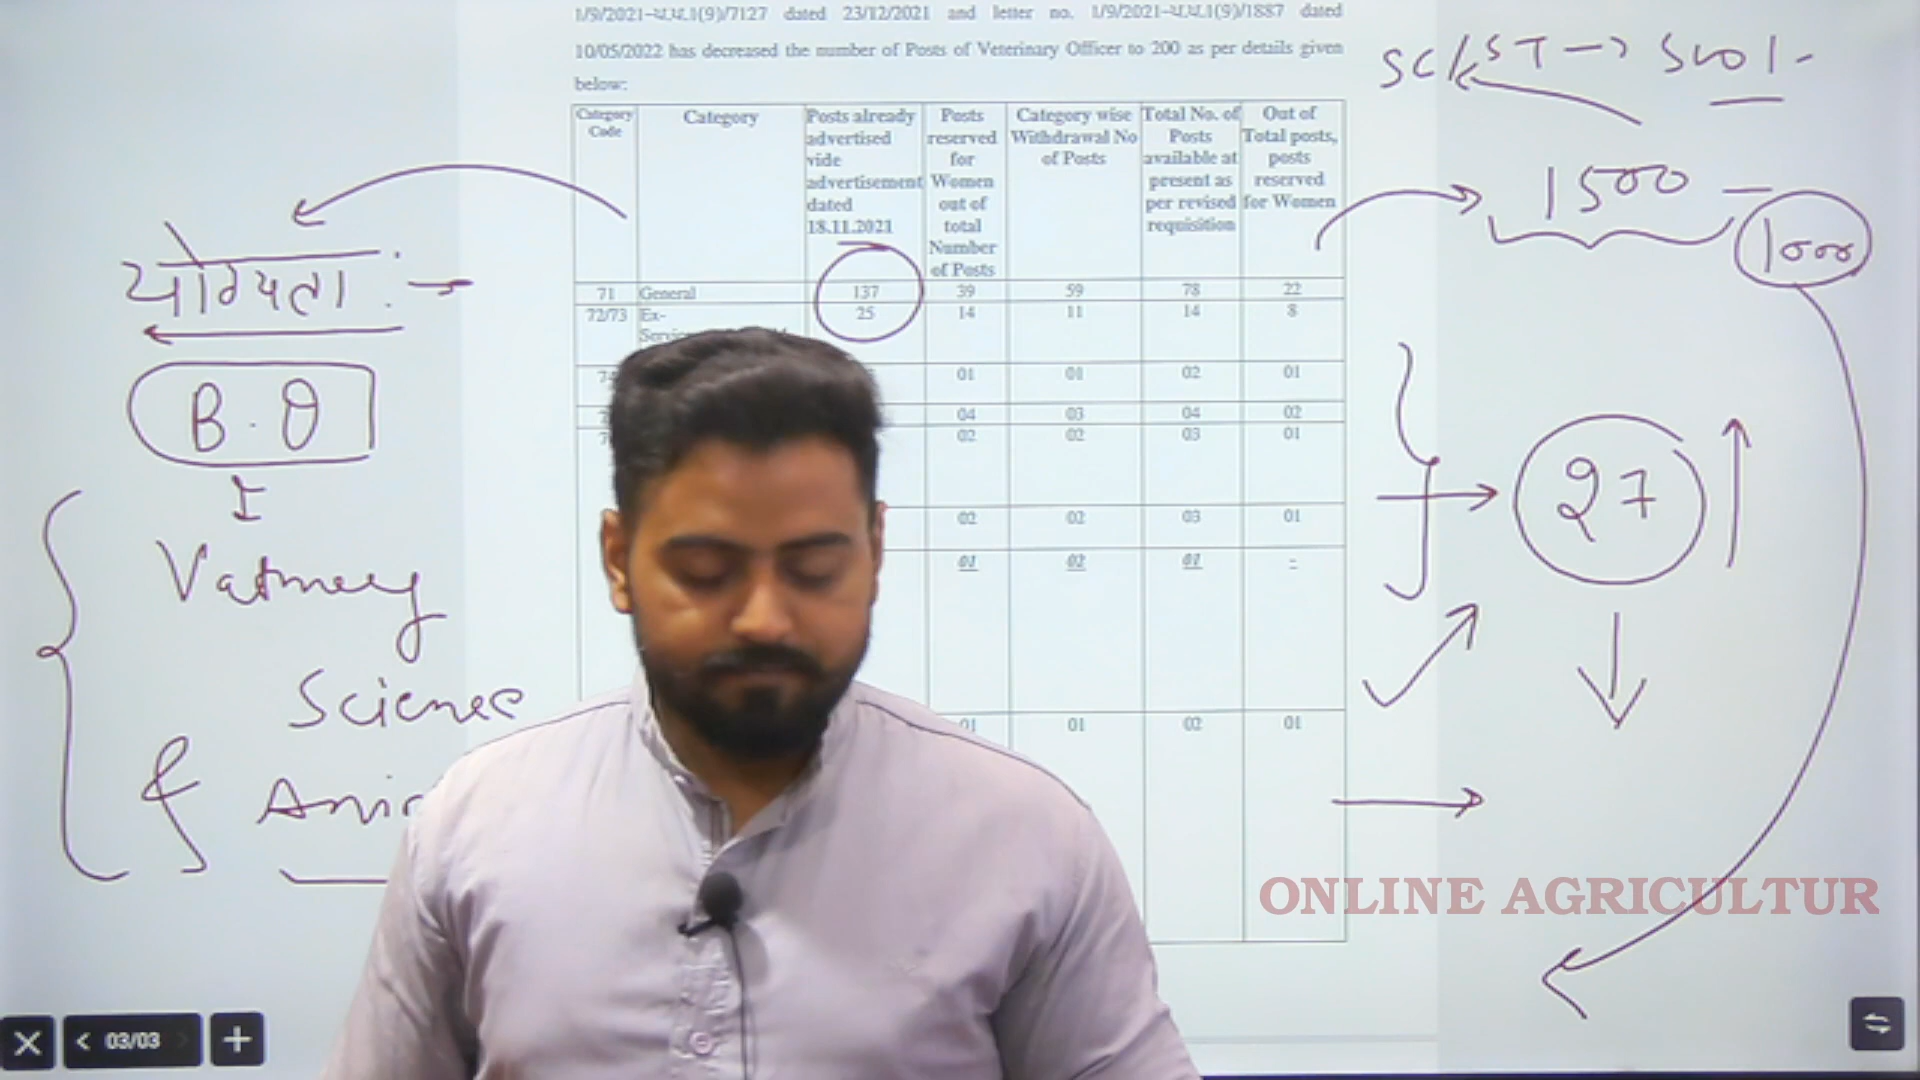 1/9/2021-प.प.1(9)/7127 dated 23/12/2021 and letter no. 1/9/2021-प.प.1(9)/1887 dated
10/05/2022 has decreased the number of Posts of Veterinary Officer to 200 as per details given
below:
Category Code Category Posts already advertised vide advertisement dated 18.11.2021 Posts reserved for Women out of total Number of Posts Category wise Withdrawal No of Posts Total No. of Posts available at present as per revised requisition Out of Total posts, posts reserved for Women
71 General 137 39 59 78 22
72/73 Ex- 25 14 11 14 8
01 01 02 01
04 03 04 02
02 02 03 01
02 02 03 01
01 02 01 -
01 01 02 01
SC/ST
1500 -
1000
27
योग्यता :-
B.
Vatrnery
Science
&
ONLINE AGRICULTUR
03/03